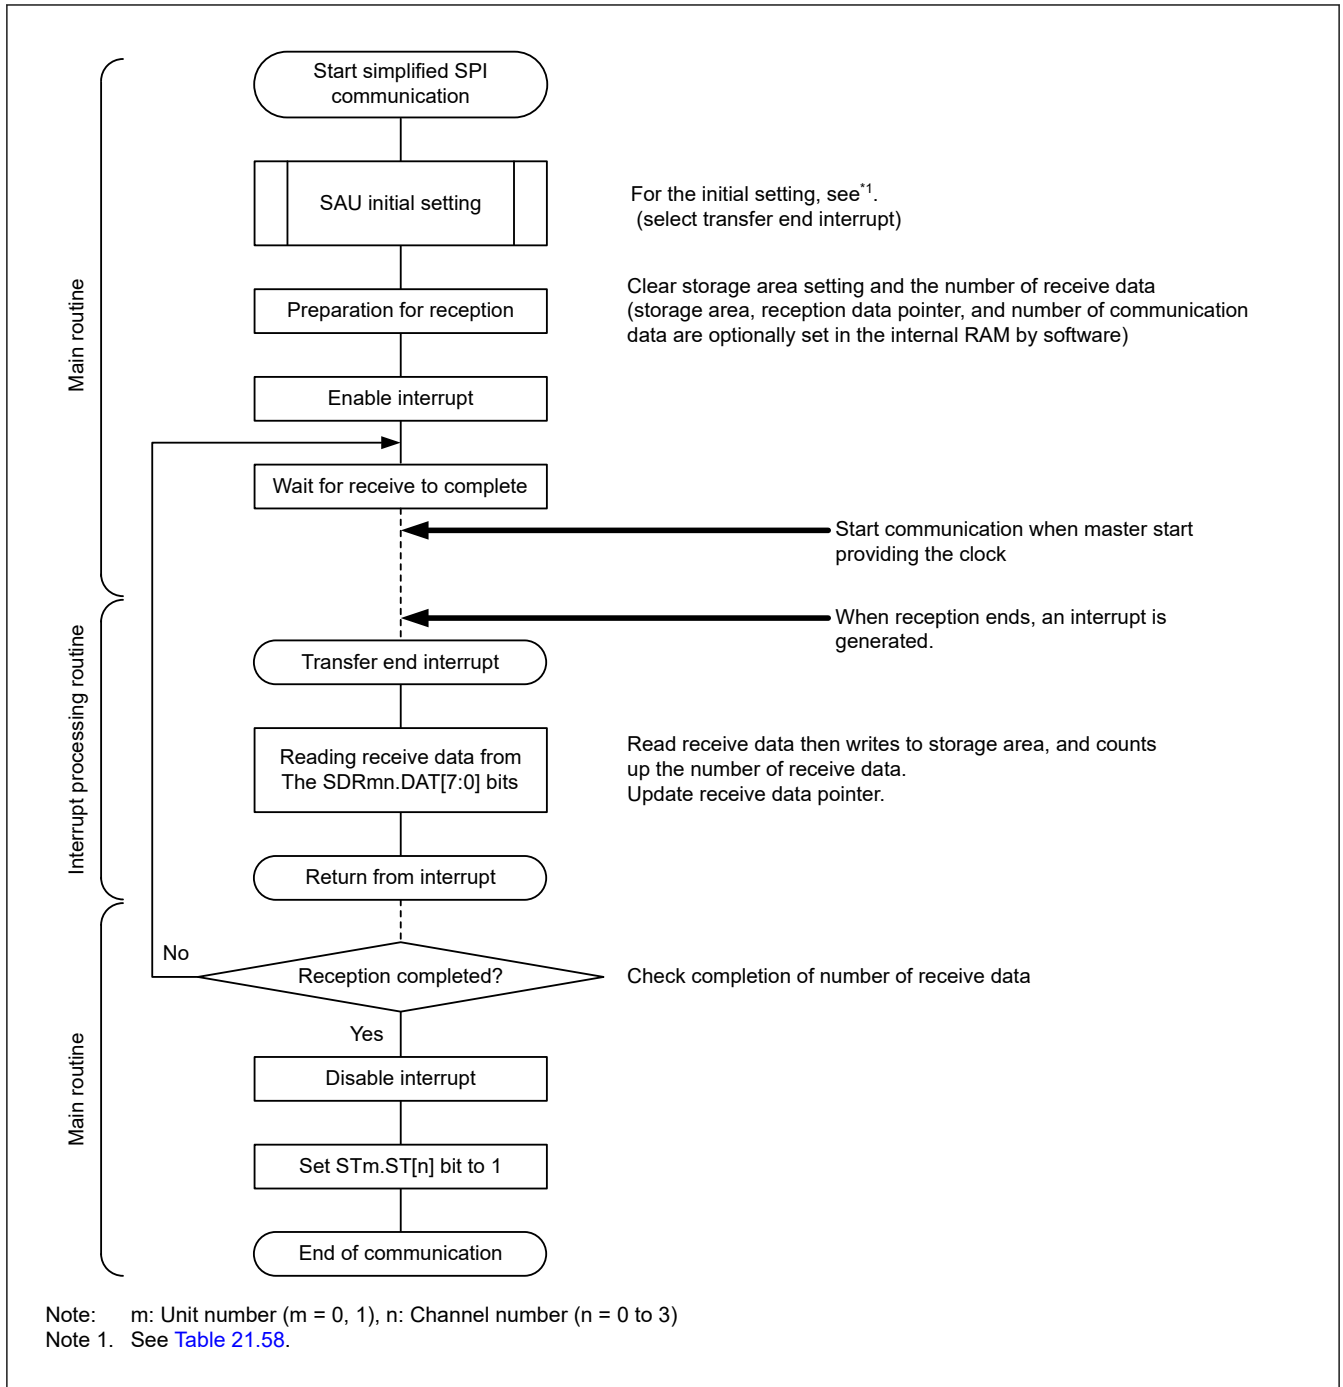 Start simplified SPI
communication
SAU initial setting
For the initial setting, see*1.
(select transfer end interrupt)
Preparation for reception
Clear storage area setting and the number of receive data
(storage area, reception data pointer, and number of communication
data are optionally set in the internal RAM by software)
Main routine
Enable interrupt
Wait for receive to complete
Start communication when master start
providing the clock
When reception ends, an interrupt is
generated.
Transfer end interrupt
Interrupt processing routine
Reading receive data from
The SDRmn.DAT[7:0] bits
Read receive data then writes to storage area, and counts
up the number of receive data.
Update receive data pointer.
Return from interrupt
No
Reception completed?
Check completion of number of receive data
Yes
Main routine
Disable interrupt
Set STm.ST[n] bit to 1
End of communication
Note: m: Unit number (m = 0, 1), n: Channel number (n = 0 to 3)
Note 1. See Table 21.58.